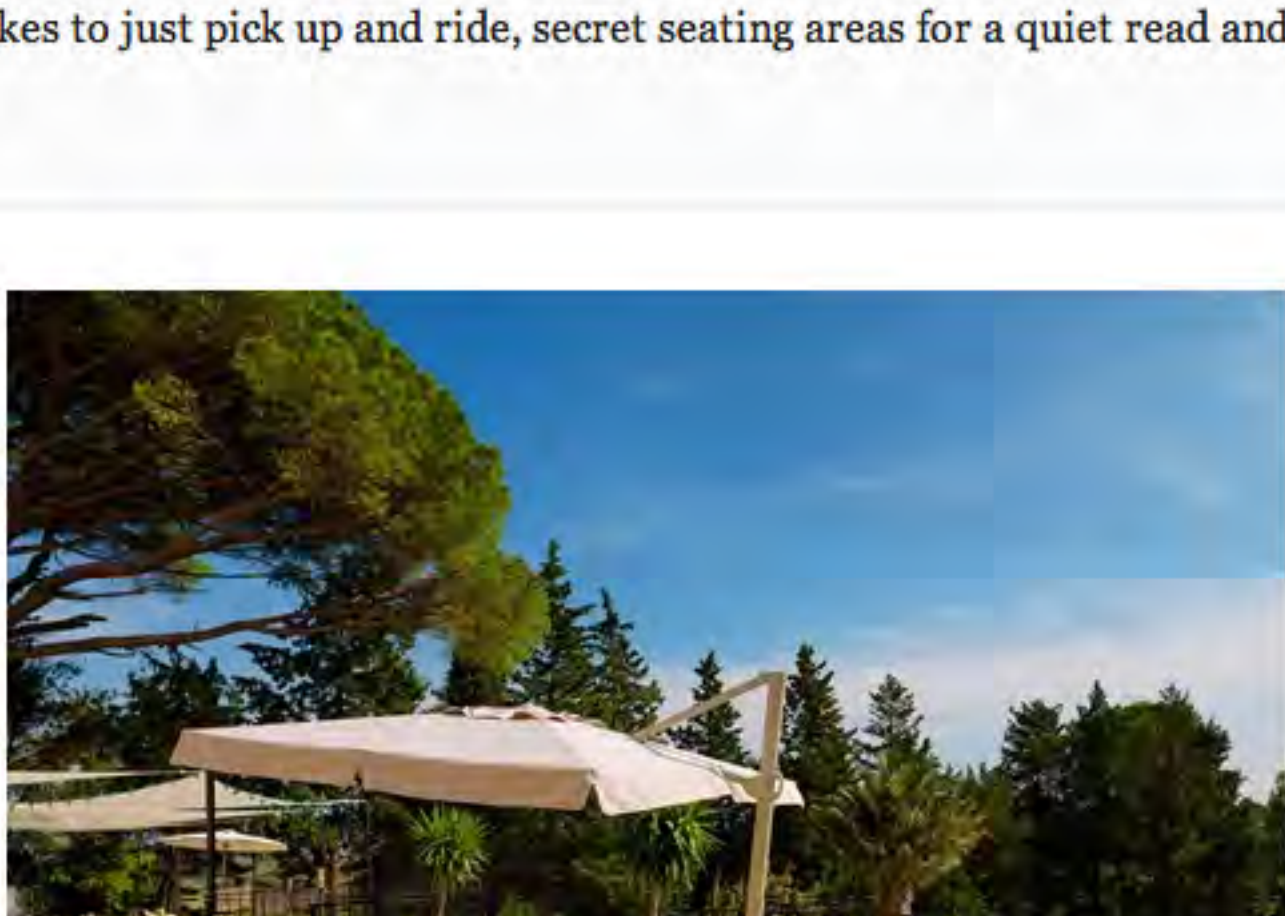 kes to just pick up and ride, secret seating areas for a quiet read and